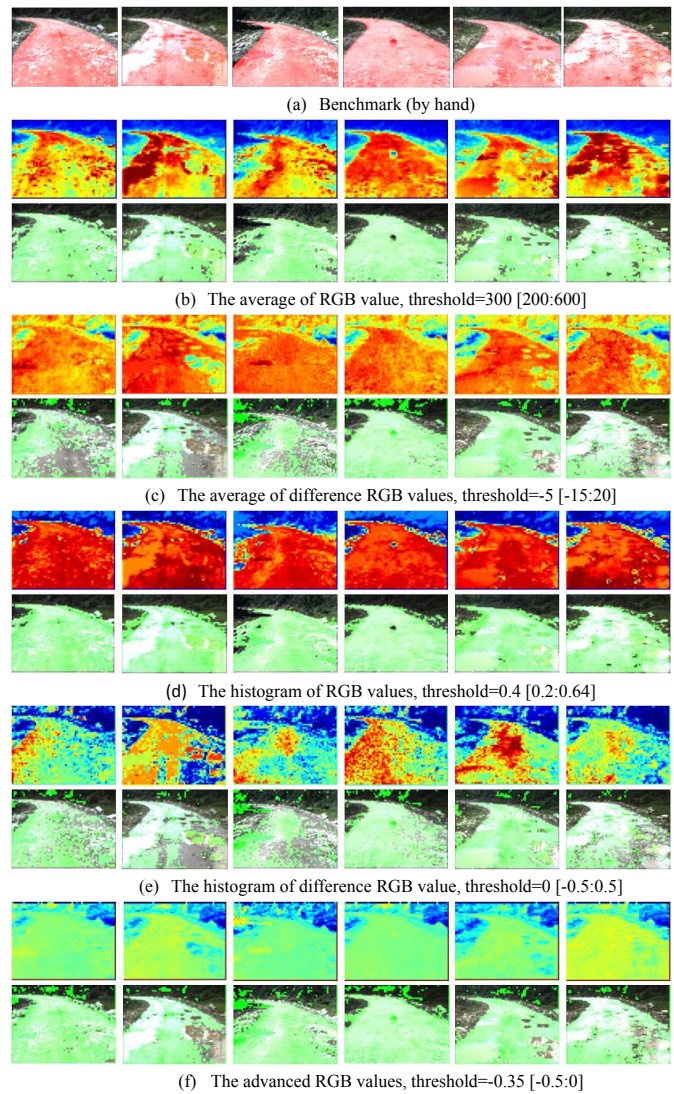 (a) Benchmark (by hand)
(b) The average of RGB value, threshold=300 [200:600]
(c) The average of difference RGB values, threshold=-5 [-15:20]
(d) The histogram of RGB values, threshold=0.4 [0.2:0.64]
(e) The histogram of difference RGB value, threshold=0 [-0.5:0.5]
(f) The advanced RGB values, threshold=-0.35 [-0.5:0]